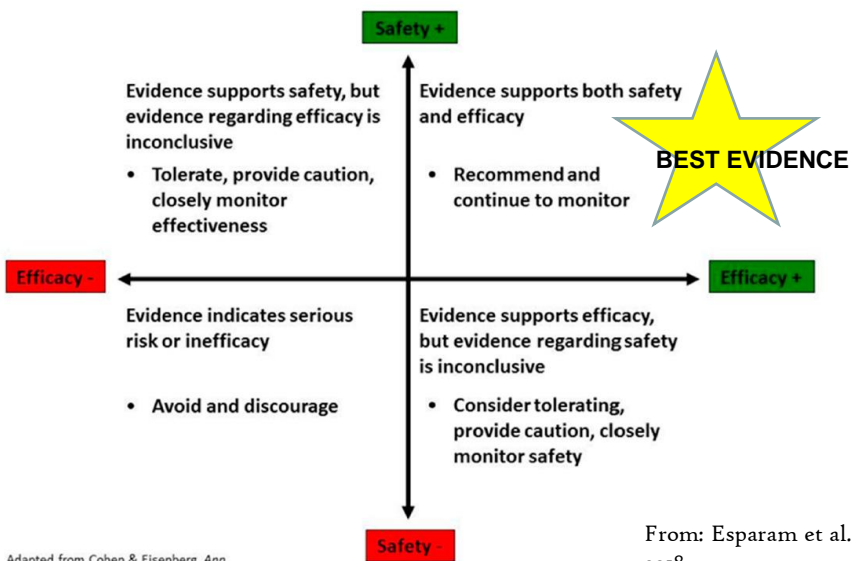 Safety +
Evidence supports safety, but
evidence regarding efficacy is
inconclusive
• Tolerate, provide caution,
closely monitor
effectiveness
Evidence supports both safety
and efficacy
• Recommend and
continue to monitor
BEST EVIDENCE
Efficacy -
Efficacy +
Evidence indicates serious
risk or inefficacy
• Avoid and discourage
Evidence supports efficacy,
but evidence regarding safety
is inconclusive
• Consider tolerating,
provide caution, closely
monitor safety
Safety -
From: Esparam et al.
Adapted from Cohen & Eisenberg, Ann